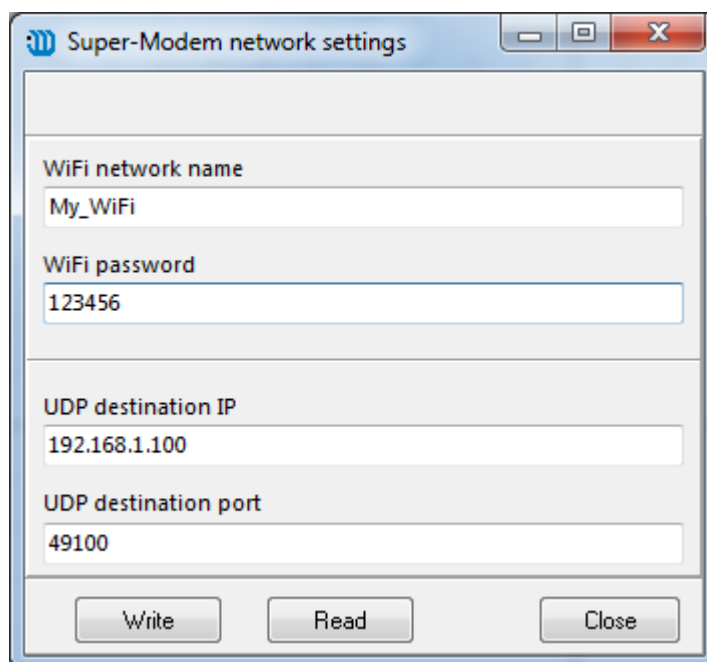 Super-Modem network settings
WiFi network name
My_WiFi
WiFi password
123456
UDP destination IP
192.168.1.100
UDP destination port
49100
Write Read Close